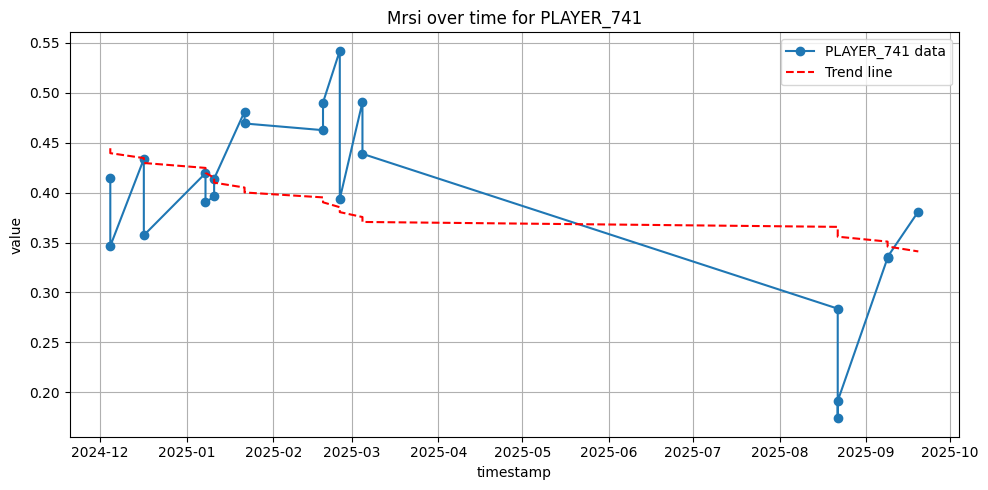 Mrsi over time for PLAYER_741
PLAYER_741 data
Trend line
value
0.55
0.50
0.45
0.40
0.35
0.30
0.25
0.20
2024-12 2025-01 2025-02 2025-03 2025-04 2025-05 2025-06 2025-07 2025-08 2025-09 2025-10
timestamp